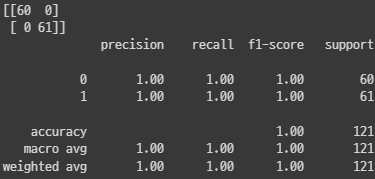 [[60  0]
 [ 0 61]]
              precision    recall  f1-score   support

           0       1.00      1.00      1.00        60
           1       1.00      1.00      1.00        61

    accuracy                           1.00       121
   macro avg       1.00      1.00      1.00       121
weighted avg       1.00      1.00      1.00       121